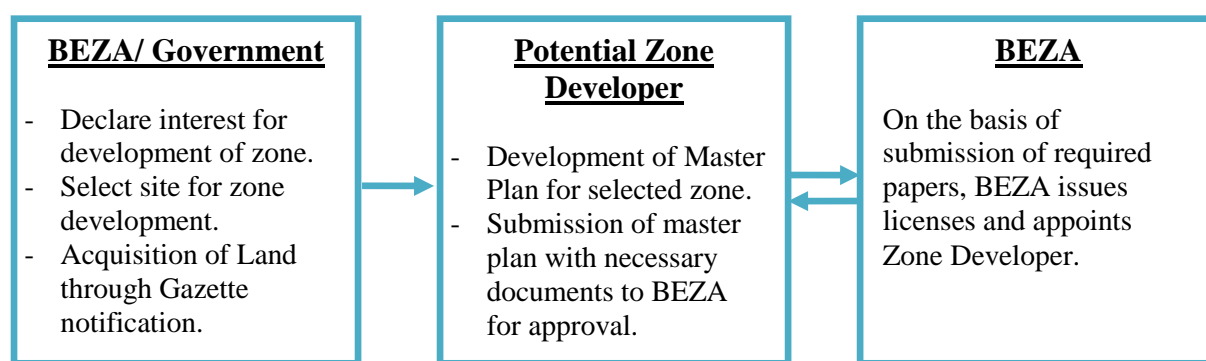 BEZA/ Government
- Declare interest for
development of zone.
- Select site for zone
development.
- Acquisition of Land
through Gazette
notification.
Potential Zone
Developer
- Development of Master
Plan for selected zone.
- Submission of master
plan with necessary
documents to BEZA
for approval.
BEZA
On the basis of
submission of required
papers, BEZA issues
licenses and appoints
Zone Developer.